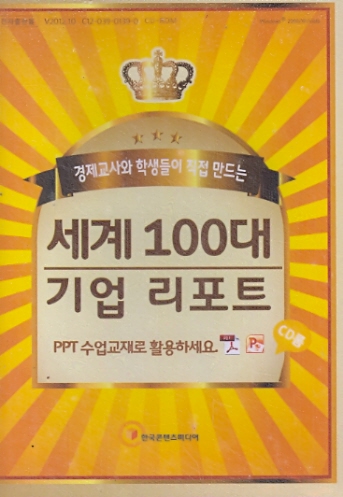 경제교사와 학생들이 직접 만드는
세계 100대
기업 리포트
PPT 수업교재로 활용하세요.
CD롬
한국콘텐츠미디어